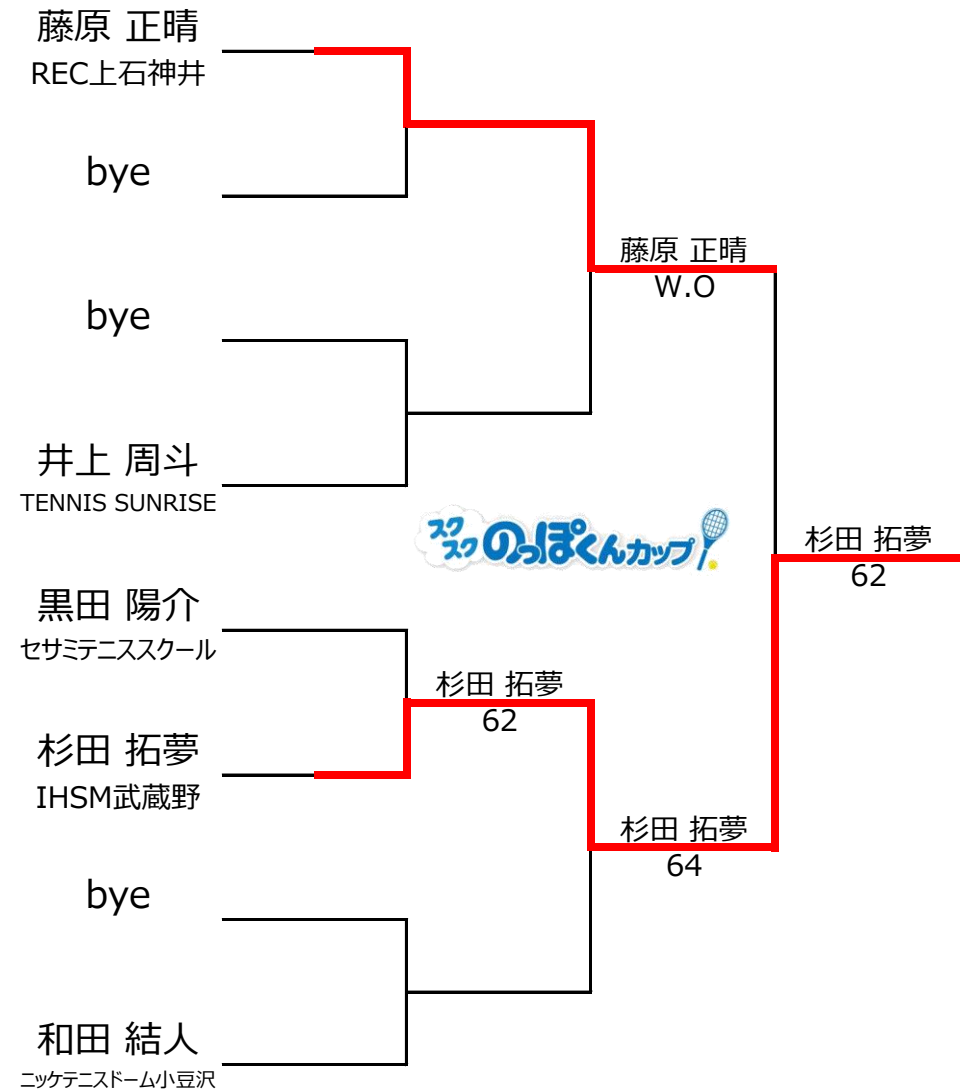 藤原 正晴
REC上石神井
bye
bye
井上 周斗
TENNIS SUNRISE
黒田 陽介
セサミテニススクール
杉田 拓夢
IHSM武蔵野
bye
和田 結人
ニッケテニスドーム小豆沢
杉田 拓夢
62
藤原 正晴
W.O
杉田 拓夢
64
スクスクのっぽくんカップ
杉田 拓夢
62